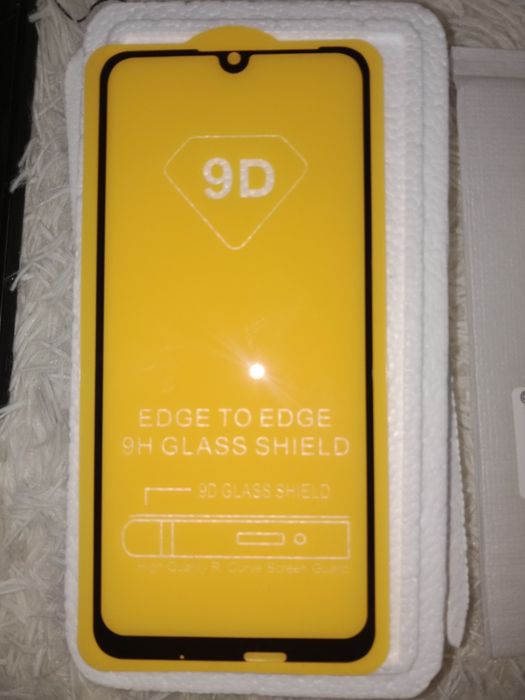 9D
EDGE TO EDGE
9H GLASS SHIELD
9D GLASS SHIELD
High Quality R. Curve Screen Guard